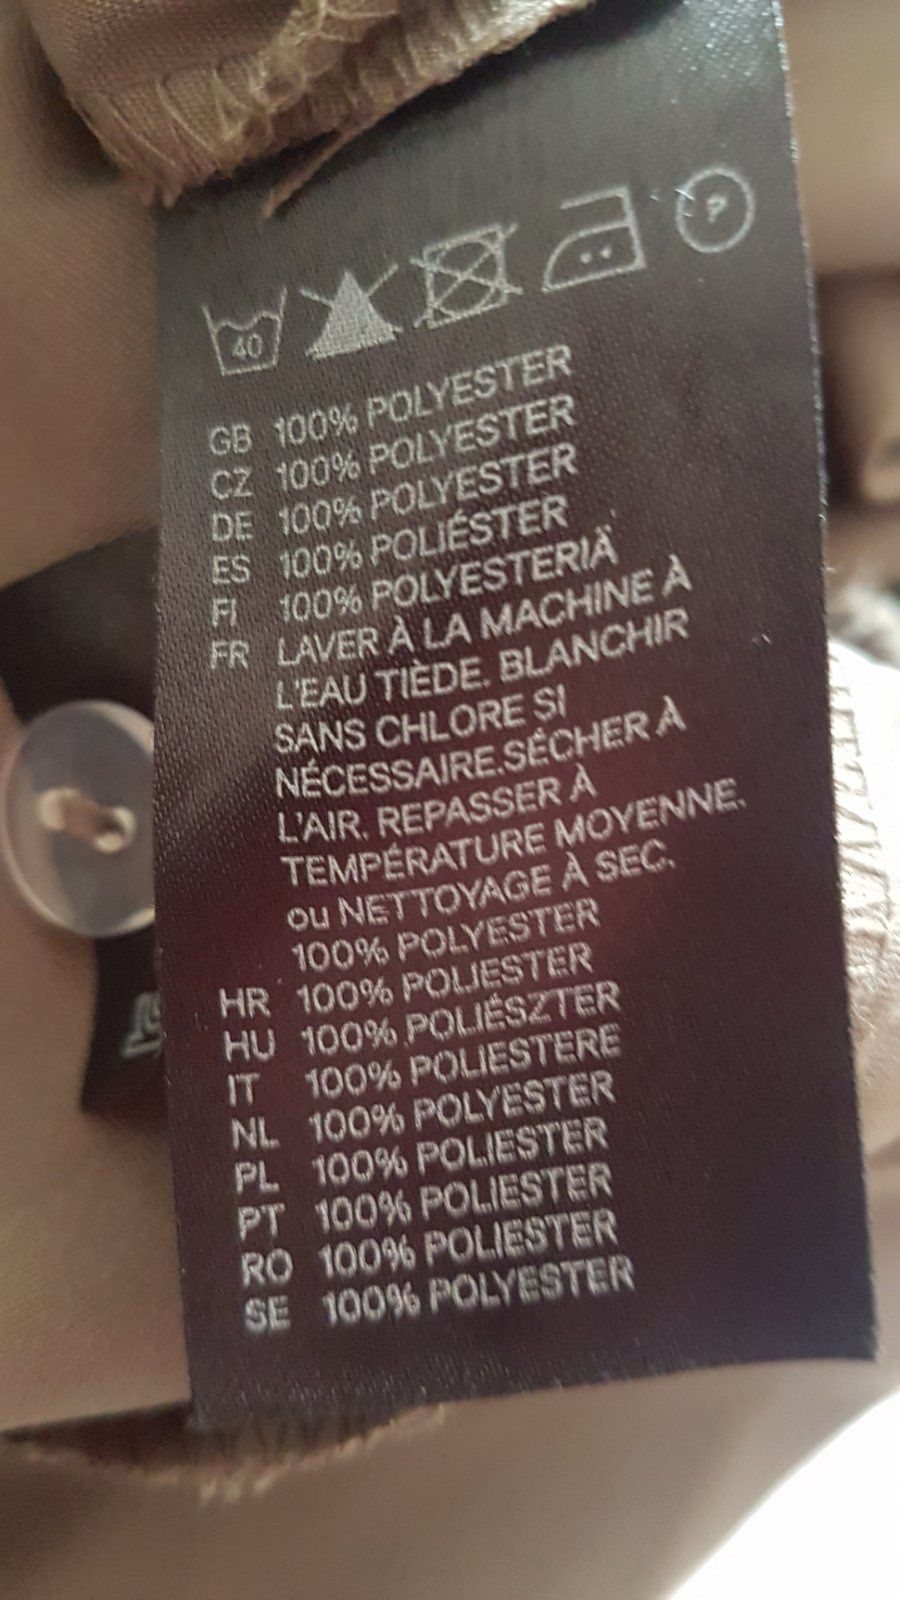 40
P
GB 100% POLYESTER
CZ 100% POLYESTER
DE 100% POLYESTER
ES 100% POLIÉSTER
FI 100% POLYESTERIÄ
FR LAVER À LA MACHINE À
L'EAU TIÈDE. BLANCHIR
SANS CHLORE SI
NÉCESSAIRE.SÉCHER À
L'AIR. REPASSER À
TEMPÉRATURE MOYENNE.
ou NETTOYAGE À SEC.
100% POLYESTER
HR 100% POLIESTER
HU 100% POLIÉSZTER
IT 100% POLIESTERE
NL 100% POLYESTER
PL 100% POLIESTER
PT 100% POLIESTER
RO 100% POLIESTER
SE 100% POLYESTER